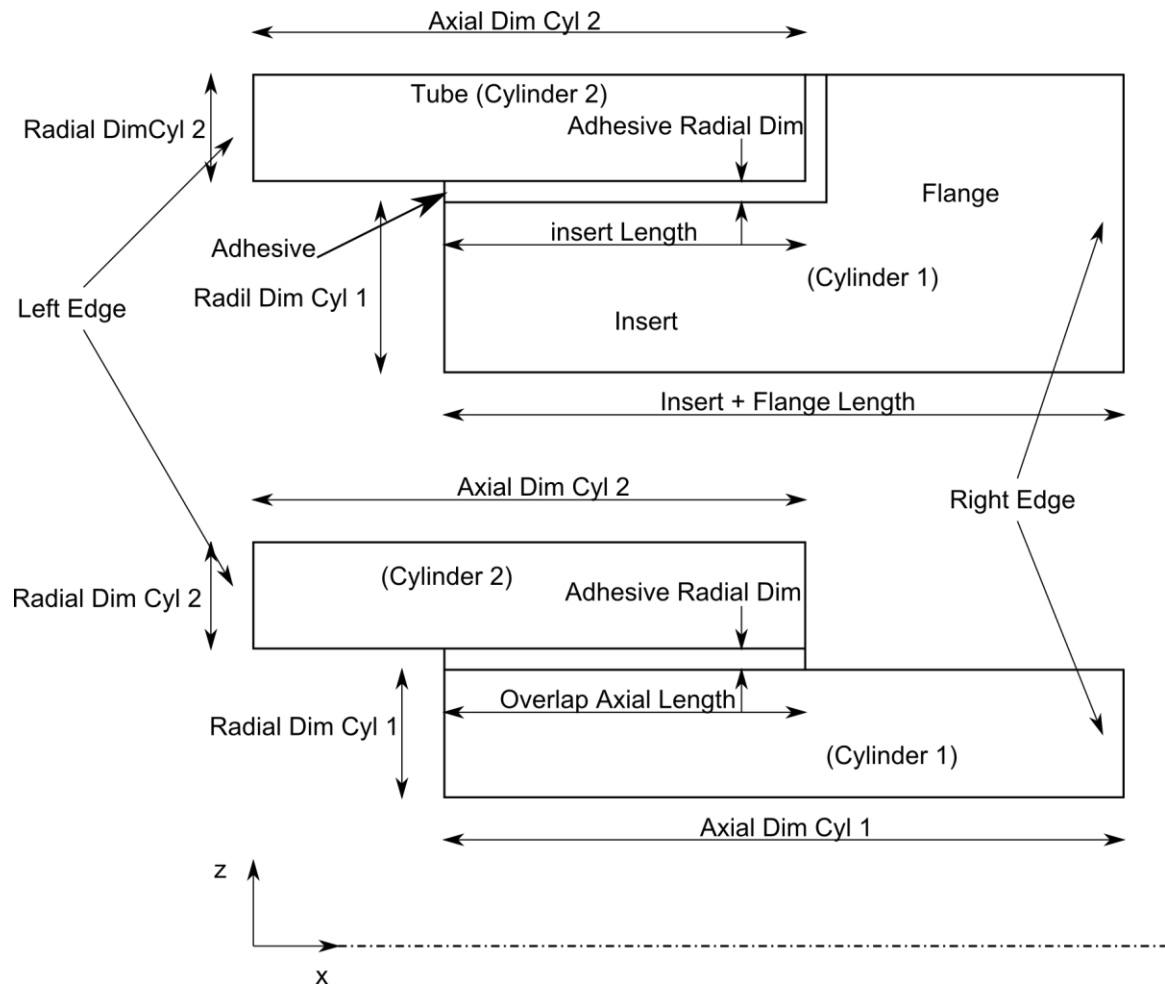 Axial Dim Cyl 2
Tube (Cylinder 2)
Radial DimCyl 2
Adhesive Radial Dim
Flange
insert Length
Adhesive
(Cylinder 1)
Radil Dim Cyl 1
Left Edge
Insert
Insert + Flange Length
Axial Dim Cyl 2
Right Edge
(Cylinder 2)
Adhesive Radial Dim
Radial Dim Cyl 2
Overlap Axial Length
Radial Dim Cyl 1
(Cylinder 1)
Axial Dim Cyl 1
z
x